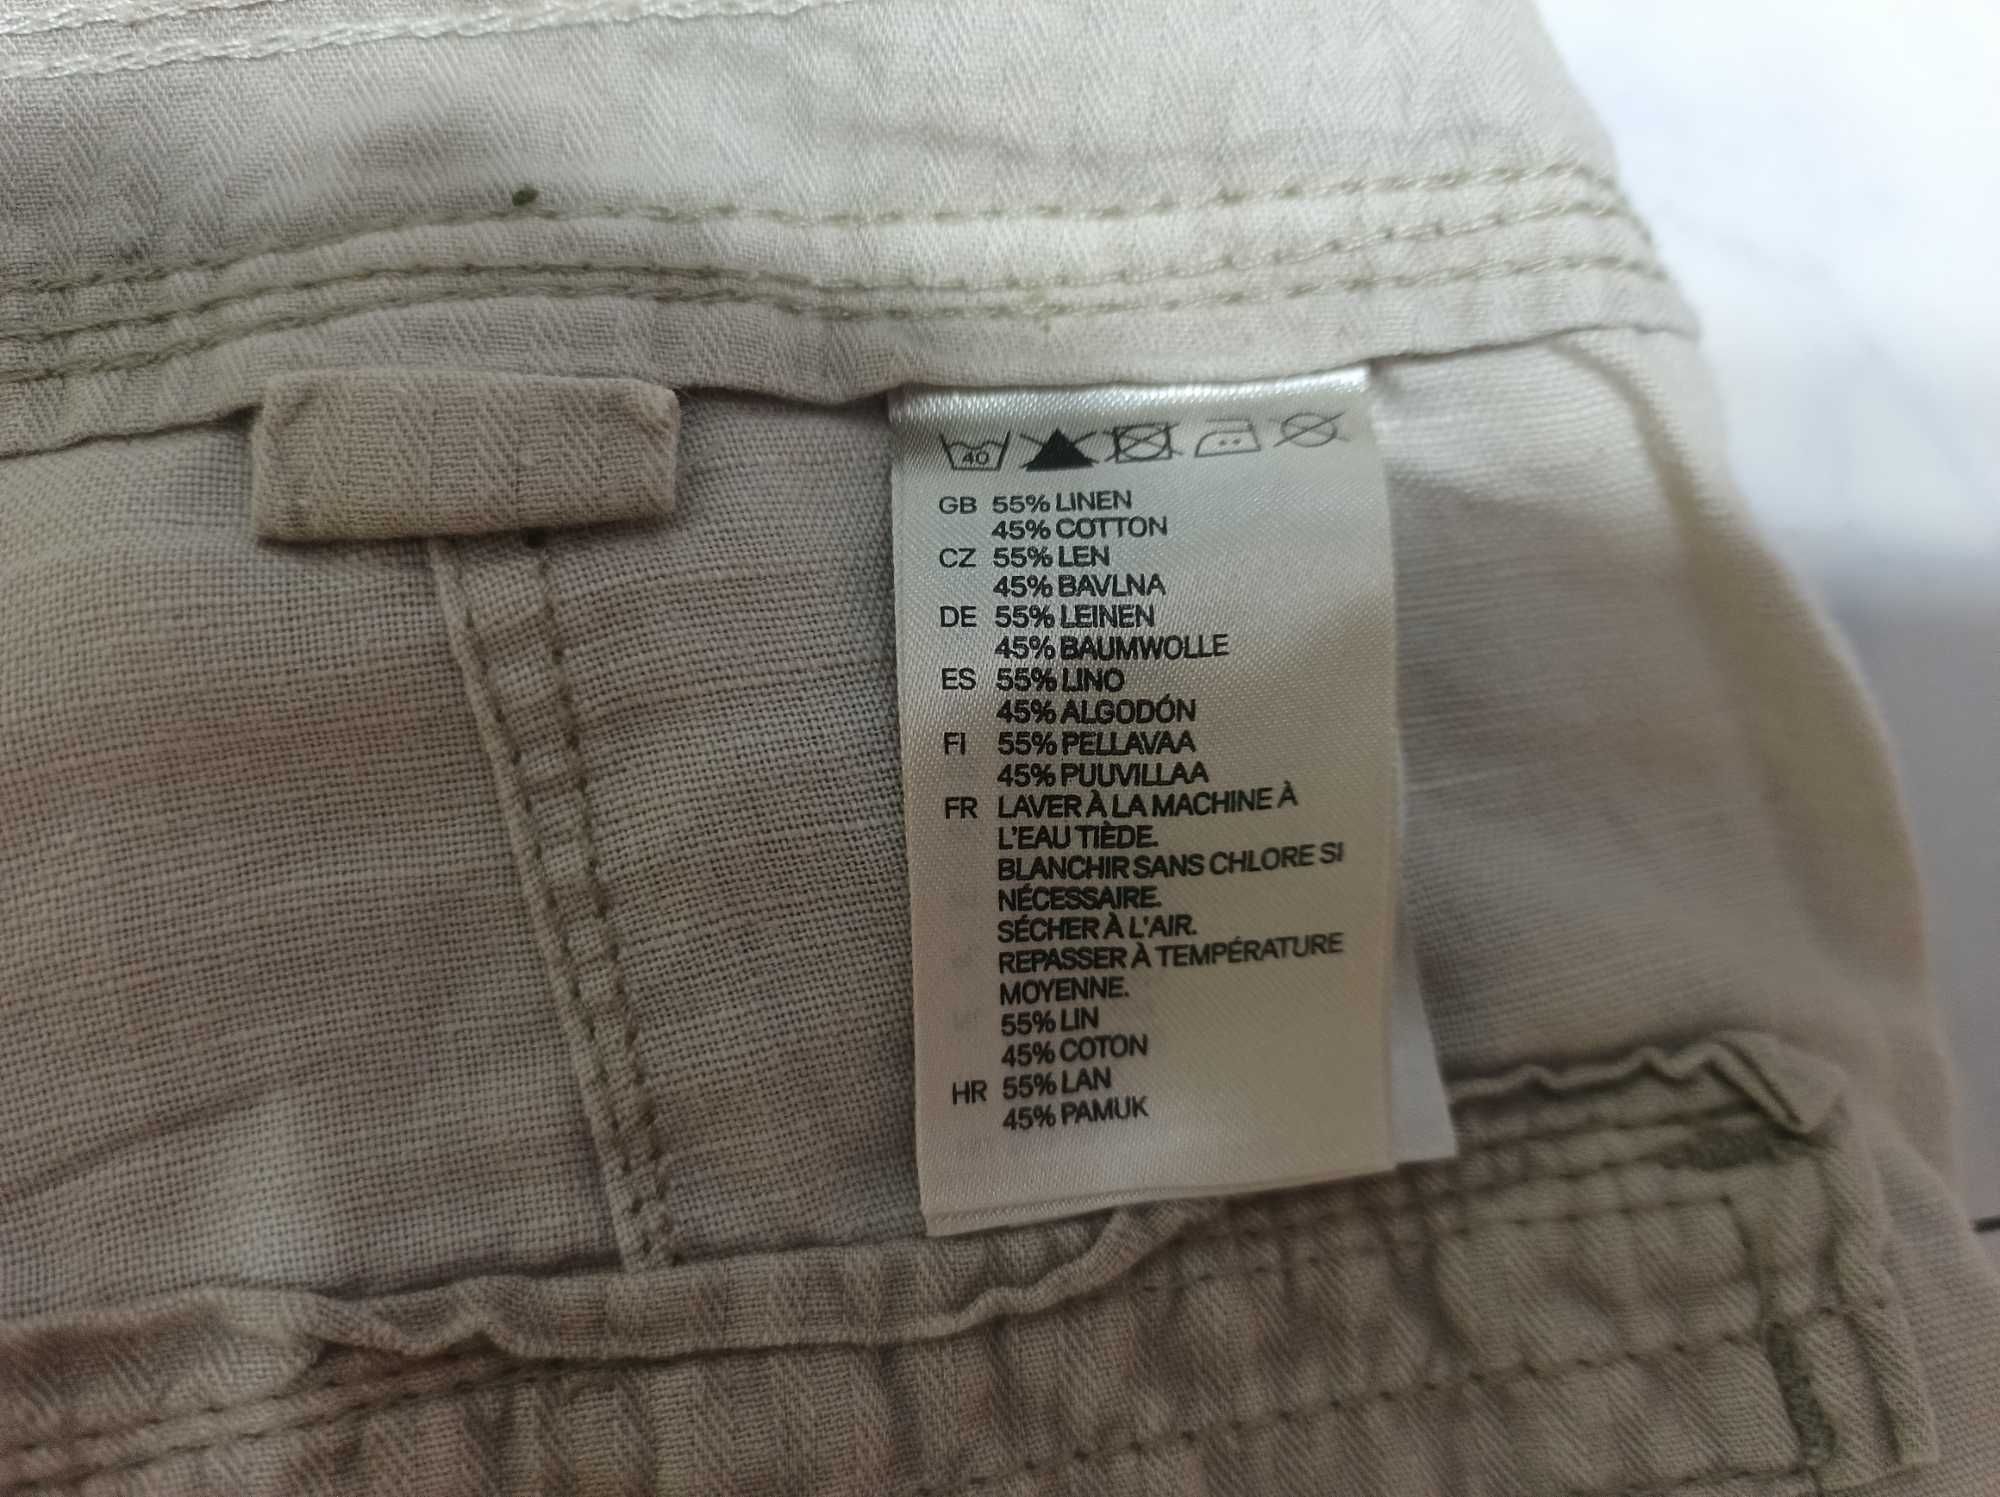 40
GB 55% LINEN
45% COTTON
CZ 55% LEN
45% BAVLNA
DE 55% LEINEN
45% BAUMWOLLE
ES 55% LINO
45% ALGODÓN
FI 55% PELLAVAA
45% PUUVILLAA
FR LAVER À LA MACHINE À
L'EAU TIÈDE.
BLANCHIR SANS CHLORE SI
NÉCESSAIRE.
SÉCHER À L'AIR.
REPASSER À TEMPÉRATURE
MOYENNE.
55% LIN
45% COTON
HR 55% LAN
45% PAMUK